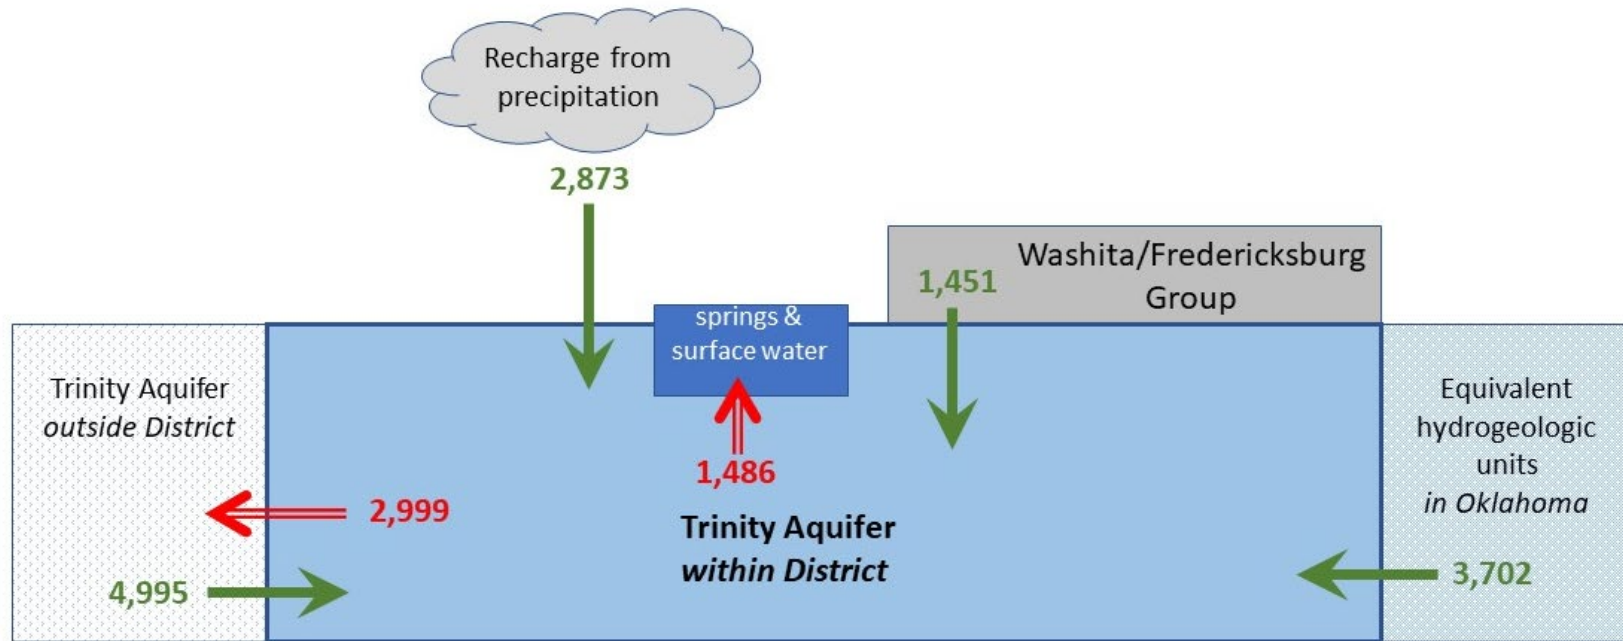 Recharge from
precipitation
2,873
Washita/Fredericksburg
Group
1,451
springs &
surface water
Trinity Aquifer
outside District
Equivalent
hydrogeologic
units
in Oklahoma
1,486
2,999
Trinity Aquifer
within District
4,995
3,702